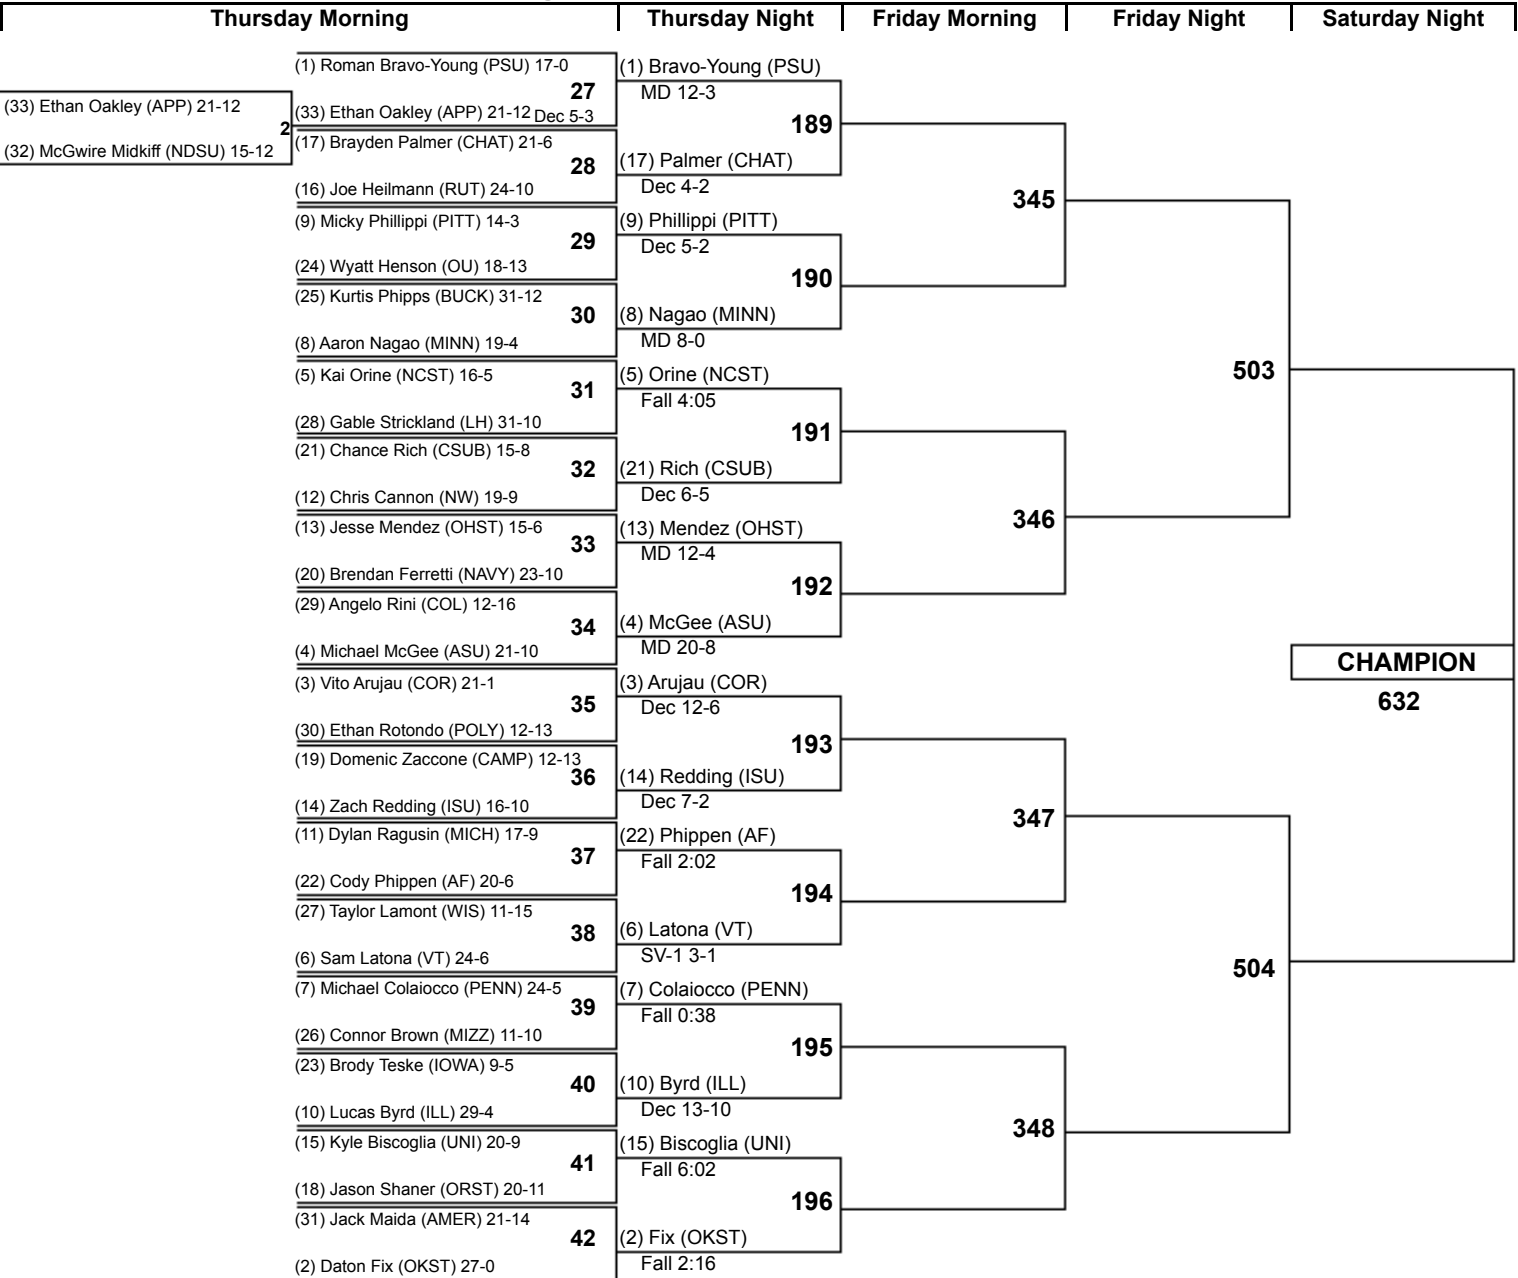 Thursday Morning
Thursday Night
Friday Morning
Friday Night
Saturday Night
(33) Ethan Oakley (APP) 21-12
2
(32) McGwire Midkiff (NDSU) 15-12
(1) Roman Bravo-Young (PSU) 17-0
27
(33) Ethan Oakley (APP) 21-12 Dec 5-3
(17) Brayden Palmer (CHAT) 21-6
28
(16) Joe Heilmann (RUT) 24-10
(9) Micky Phillippi (PITT) 14-3
29
(24) Wyatt Henson (OU) 18-13
(25) Kurtis Phipps (BUCK) 31-12
30
(8) Aaron Nagao (MINN) 19-4
(5) Kai Orine (NCST) 16-5
31
(28) Gable Strickland (LH) 31-10
(21) Chance Rich (CSUB) 15-8
32
(12) Chris Cannon (NW) 19-9
(13) Jesse Mendez (OHST) 15-6
33
(20) Brendan Ferretti (NAVY) 23-10
(29) Angelo Rini (COL) 12-16
34
(4) Michael McGee (ASU) 21-10
(3) Vito Arujau (COR) 21-1
35
(30) Ethan Rotondo (POLY) 12-13
(19) Domenic Zaccone (CAMP) 12-13
36
(14) Zach Redding (ISU) 16-10
(11) Dylan Ragusin (MICH) 17-9
37
(22) Cody Phippen (AF) 20-6
(27) Taylor Lamont (WIS) 11-15
38
(6) Sam Latona (VT) 24-6
(7) Michael Colaiocco (PENN) 24-5
39
(26) Connor Brown (MIZZ) 11-10
(23) Brody Teske (IOWA) 9-5
40
(10) Lucas Byrd (ILL) 29-4
(15) Kyle Biscoglia (UNI) 20-9
41
(18) Jason Shaner (ORST) 20-11
(31) Jack Maida (AMER) 21-14
42
(2) Daton Fix (OKST) 27-0
(1) Bravo-Young (PSU)
MD 12-3
189
(17) Palmer (CHAT)
Dec 4-2
(9) Phillippi (PITT)
Dec 5-2
190
(8) Nagao (MINN)
MD 8-0
(5) Orine (NCST)
Fall 4:05
191
(21) Rich (CSUB)
Dec 6-5
(13) Mendez (OHST)
MD 12-4
192
(4) McGee (ASU)
MD 20-8
(3) Arujau (COR)
Dec 12-6
193
(14) Redding (ISU)
Dec 7-2
(22) Phippen (AF)
Fall 2:02
194
(6) Latona (VT)
SV-1 3-1
(7) Colaiocco (PENN)
Fall 0:38
195
(10) Byrd (ILL)
Dec 13-10
(15) Biscoglia (UNI)
Fall 6:02
196
(2) Fix (OKST)
Fall 2:16
345
346
347
348
503
504
CHAMPION
632